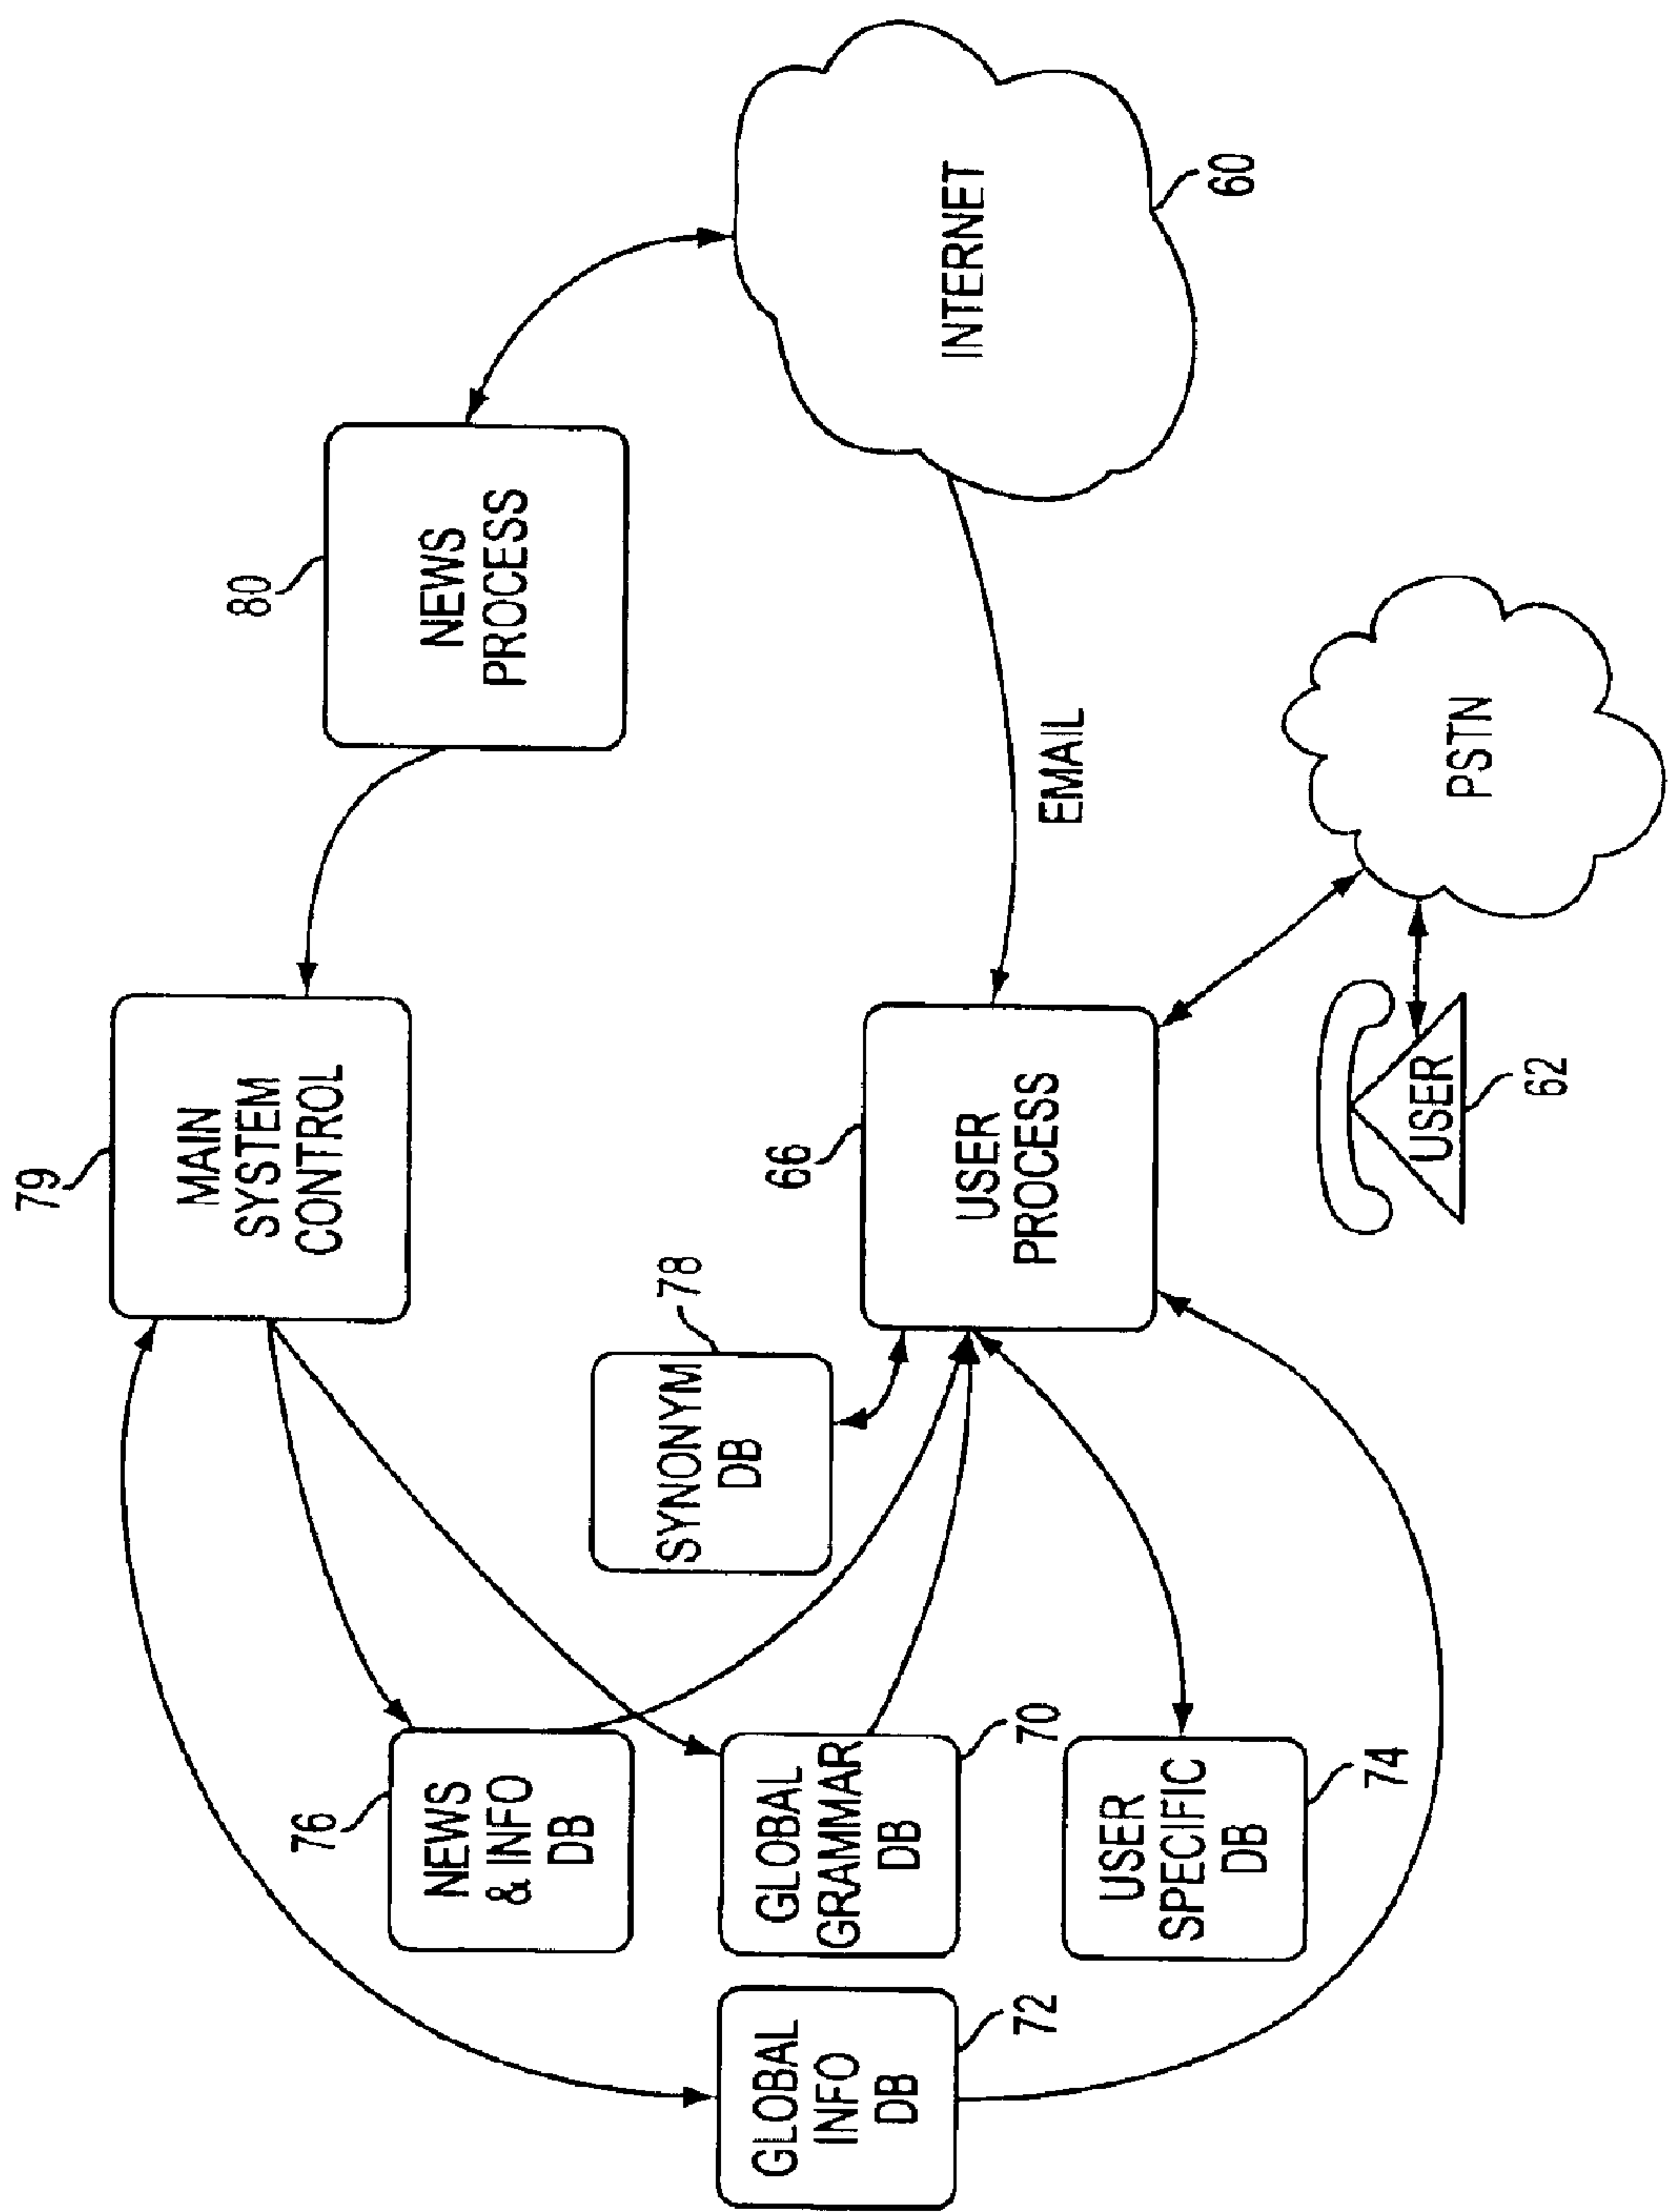 79
MAIN
SYSTEM
CONTROL
80
NEWS
PROCESS
INTERNET
60
76
NEWS
& INFO
DB
SYNONYM
DB
78
GLOBAL
INFO
DB
72
GLOBAL
GRAMMAR
DB
70
66
USER
PROCESS
EMAIL
USER
SPECIFIC
DB
74
USER
62
PSTN